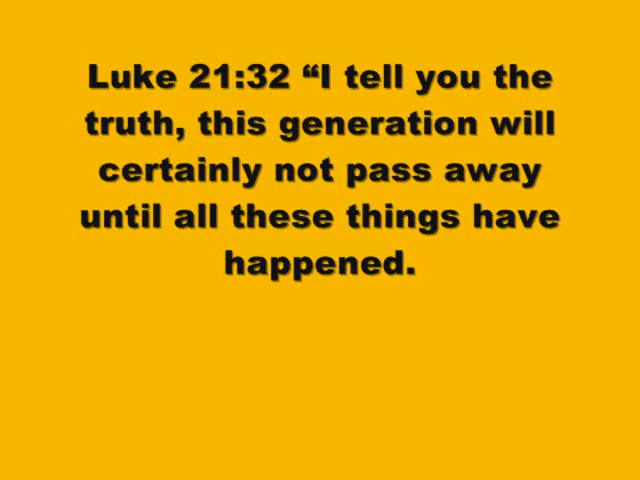 Luke 21:32 “I tell you the
truth, this generation will
certainly not pass away
until all these things have
happened.